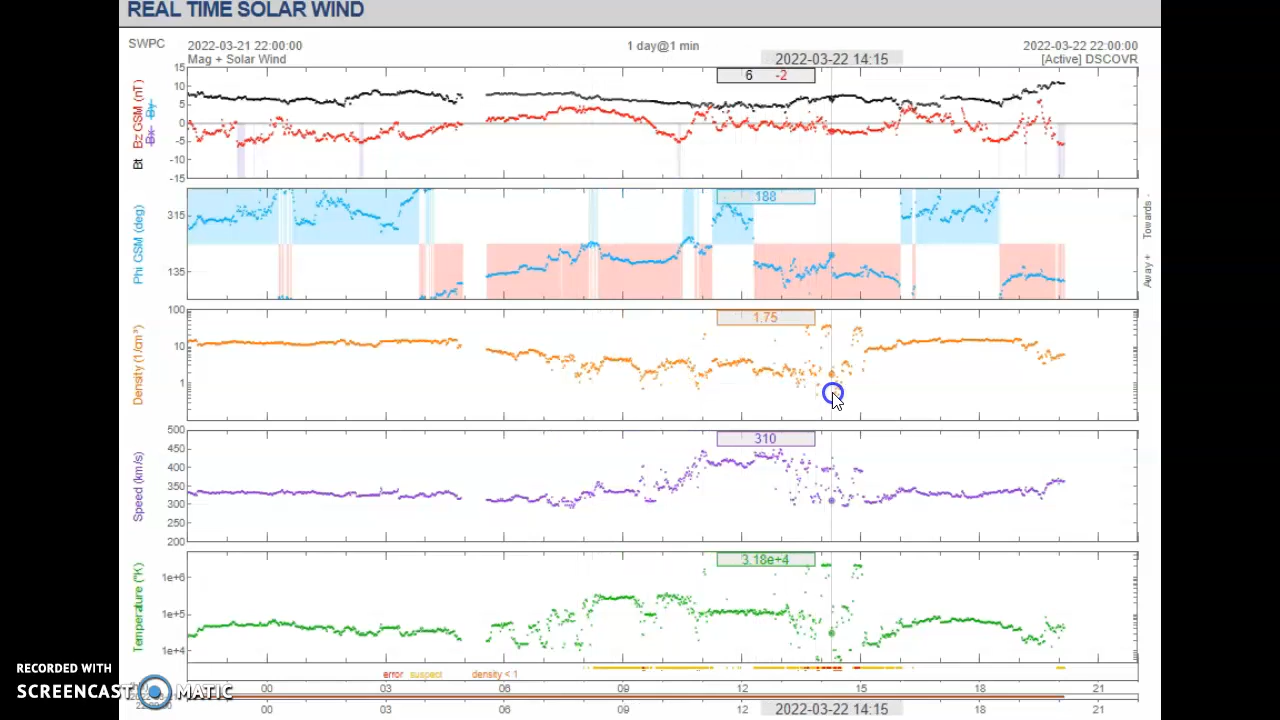 REAL TIME SOLAR WIND
SWPC
2022-03-21 22:00:00
1 day@1 min
2022-03-22 14:15
2022-03-22 22:00:00
Mag + Solar Wind
[Active] DSCOVR
Bt Bz GSM (nT)
Bx By
15
10
5
0
-5
-10
-15
6 -2
Phi GSM (deg)
315
135
188
Towards -
Away +
Density (1/cm³)
100
10
1
1.75
Speed (km/s)
500
450
400
350
300
250
200
310
Temperature (°K)
1e+6
1e+5
1e+4
3.18e+4
error suspect density < 1
00 03 06 09 12 15 18 21
00 03 06 09 12 2022-03-22 14:15 18 21
RECORDED WITH
SCREENCAST MATIC